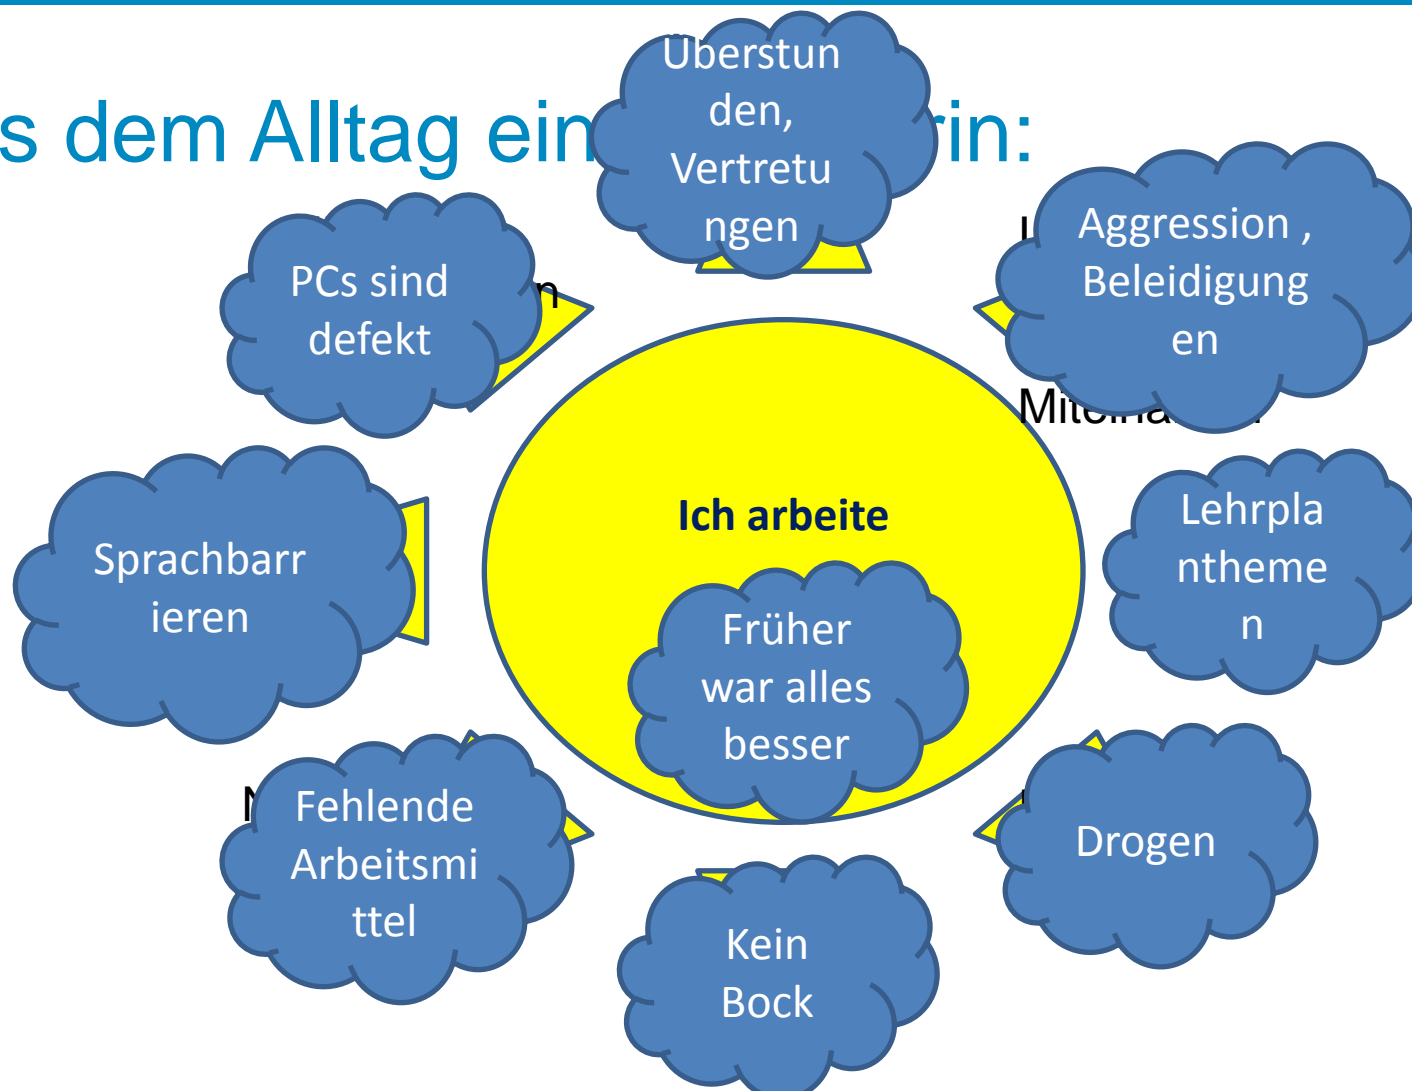 s dem Alltag ein rin:
Überstun
den,
Vertretu
ngen
Aggression ,
Beleidigung
en
PCs sind
defekt
n
Ich arbeite
Lehrpla
ntheme
n
Sprachbarr
ieren
Früher
war alles
besser
Fehlende
Arbeitsmi
ttel
Drogen
Kein
Bock